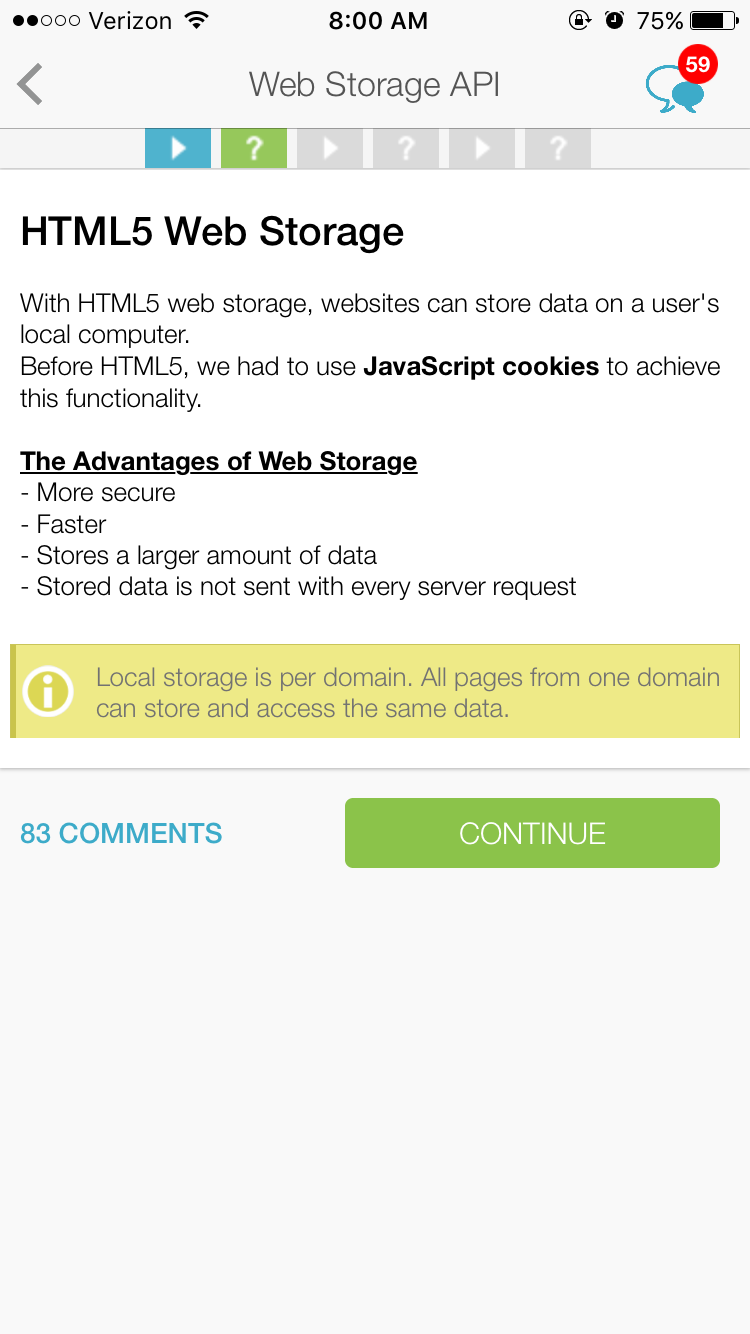 Verizon 8:00 AM 75%
Web Storage API 59
? ? ?
HTML5 Web Storage
With HTML5 web storage, websites can store data on a user's
local computer.
Before HTML5, we had to use JavaScript cookies to achieve
this functionality.
The Advantages of Web Storage
- More secure
- Faster
- Stores a larger amount of data
- Stored data is not sent with every server request
Local storage is per domain. All pages from one domain
can store and access the same data.
83 COMMENTS CONTINUE